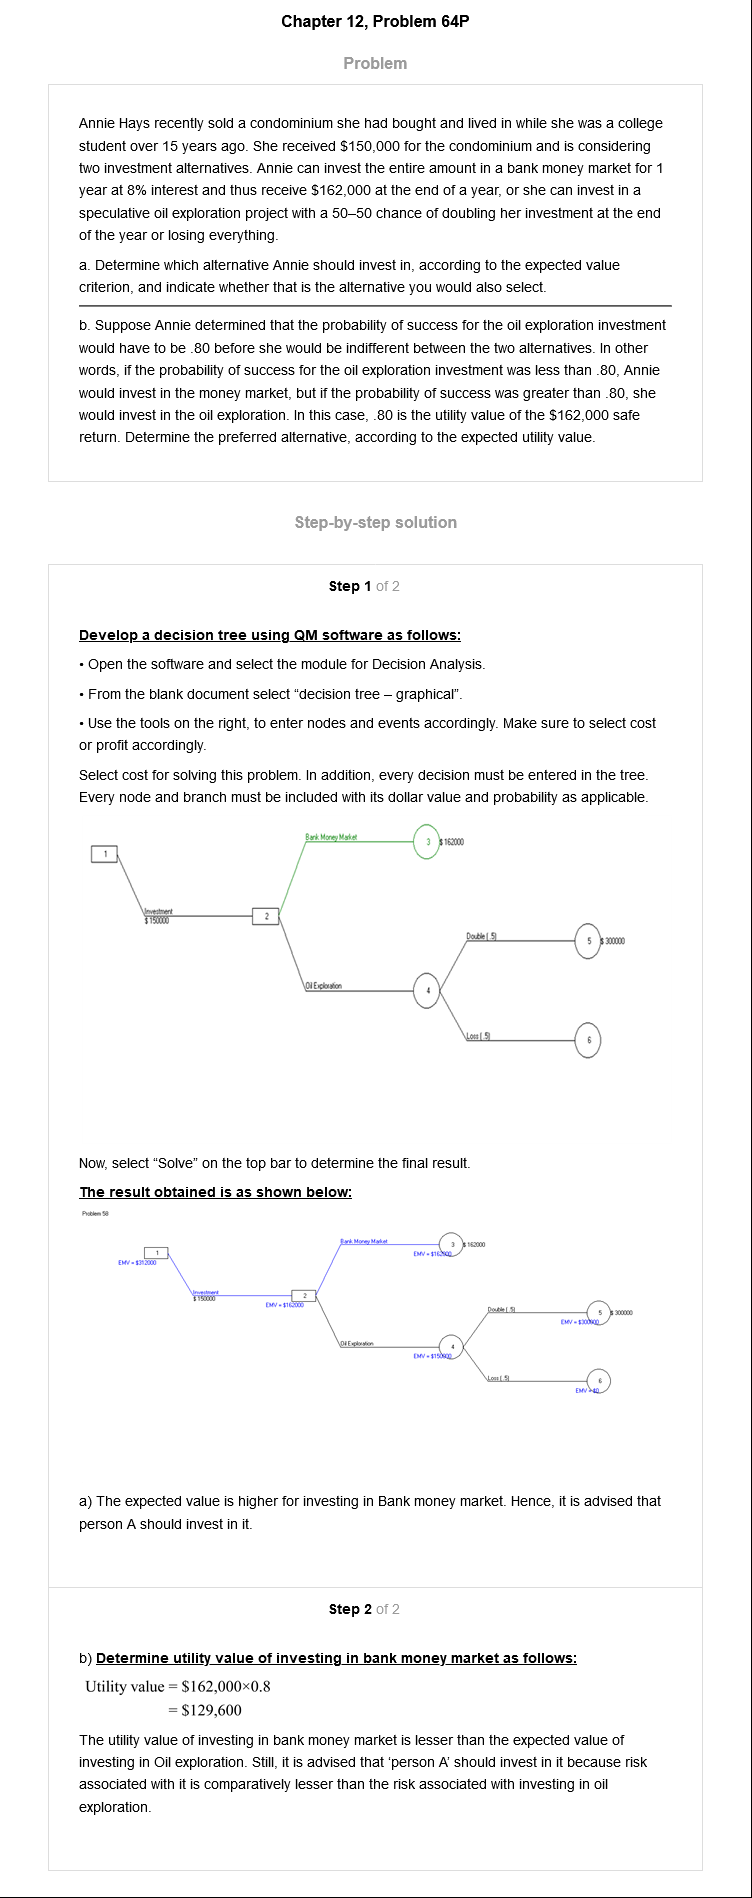 Chapter 12, Problem 64P
Problem
Annie Hays recently sold a condominium she had bought and lived in while she was a college
student over 15 years ago. She received $150,000 for the condominium and is considering
two investment alternatives. Annie can invest the entire amount in a bank money market for 1
year at 8% interest and thus receive $162,000 at the end of a year, or she can invest in a
speculative oil exploration project with a 50–50 chance of doubling her investment at the end
of the year or losing everything.
a. Determine which alternative Annie should invest in, according to the expected value
criterion, and indicate whether that is the alternative you would also select.
b. Suppose Annie determined that the probability of success for the oil exploration investment
would have to be .80 before she would be indifferent between the two alternatives. In other
words, if the probability of success for the oil exploration investment was less than .80, Annie
would invest in the money market, but if the probability of success was greater than .80, she
would invest in the oil exploration. In this case, .80 is the utility value of the $162,000 safe
return. Determine the preferred alternative, according to the expected utility value.
Step-by-step solution
Step 1 of 2
Develop a decision tree using QM software as follows:
• Open the software and select the module for Decision Analysis.
• From the blank document select “decision tree – graphical”.
• Use the tools on the right, to enter nodes and events accordingly. Make sure to select cost
or profit accordingly.
Select cost for solving this problem. In addition, every decision must be entered in the tree.
Every node and branch must be included with its dollar value and probability as applicable.
Bank Money Market
3 $ 162000
1
Investment
$ 150000
2
Double (.5)
5 $ 300000
Oil Exploration
4
Loss (.5)
6
Now, select “Solve” on the top bar to determine the final result.
The result obtained is as shown below:
Problem 58
Bank Money Market
3 $ 162000
1
EMV = $162000
EMV = $312000
Investment
$ 150000
2
EMV = $162000
Double (.5)
5 $ 300000
EMV = $300000
Oil Exploration
4
EMV = $150000
Loss (.5)
6
EMV = $0
a) The expected value is higher for investing in Bank money market. Hence, it is advised that
person A should invest in it.
Step 2 of 2
b) Determine utility value of investing in bank money market as follows:
Utility value = $162,000×0.8
= $129,600
The utility value of investing in bank money market is lesser than the expected value of
investing in Oil exploration. Still, it is advised that ‘person A’ should invest in it because risk
associated with it is comparatively lesser than the risk associated with investing in oil
exploration.